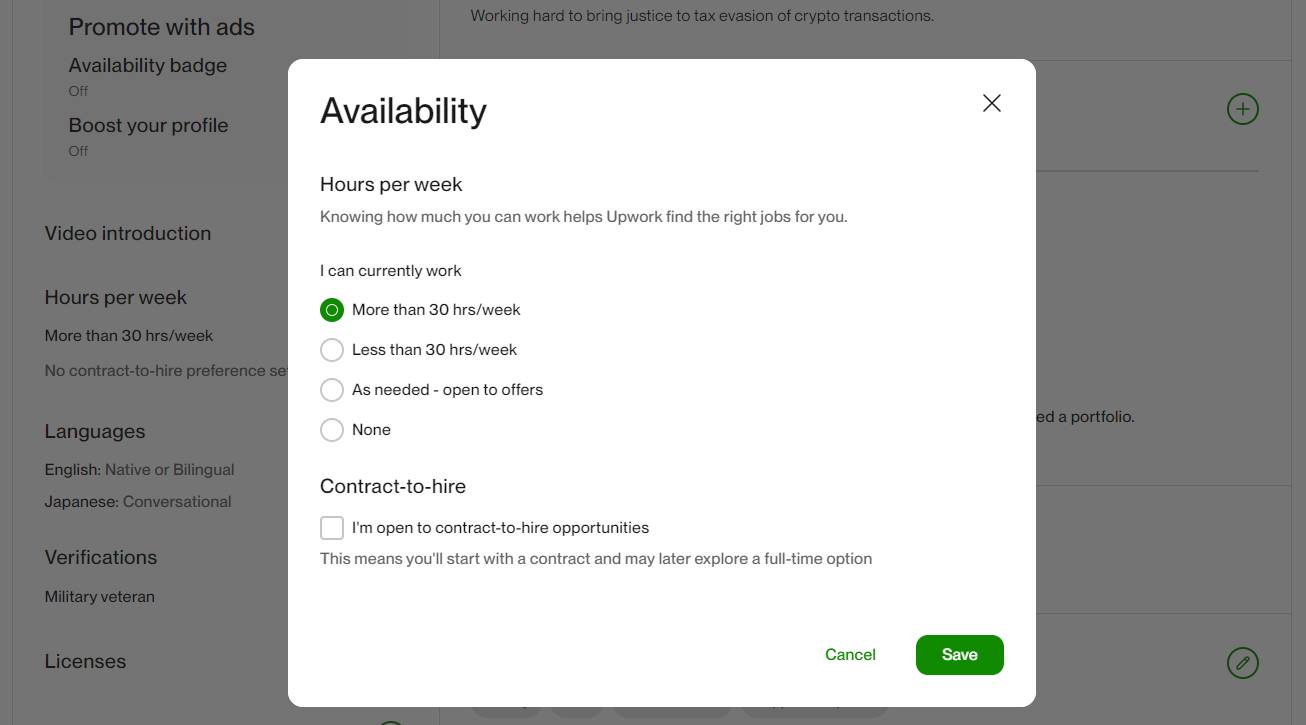 Promote with ads
Availability badge
Off
Boost your profile
Off
Video introduction
Hours per week
More than 30 hrs/week
No contract-to-hire preference
Languages
English: Native or Bilingual
Japanese: Conversational
Verifications
Military veteran
Licenses
Working hard to bring justice to tax evasion of crypto transactions.
a portfolio.
Availability
Hours per week
Knowing how much you can work helps Upwork find the right jobs for you.
I can currently work
More than 30 hrs/week
Less than 30 hrs/week
As needed - open to offers
None
Contract-to-hire
I'm open to contract-to-hire opportunities
This means you'll start with a contract and may later explore a full-time option
Cancel
Save